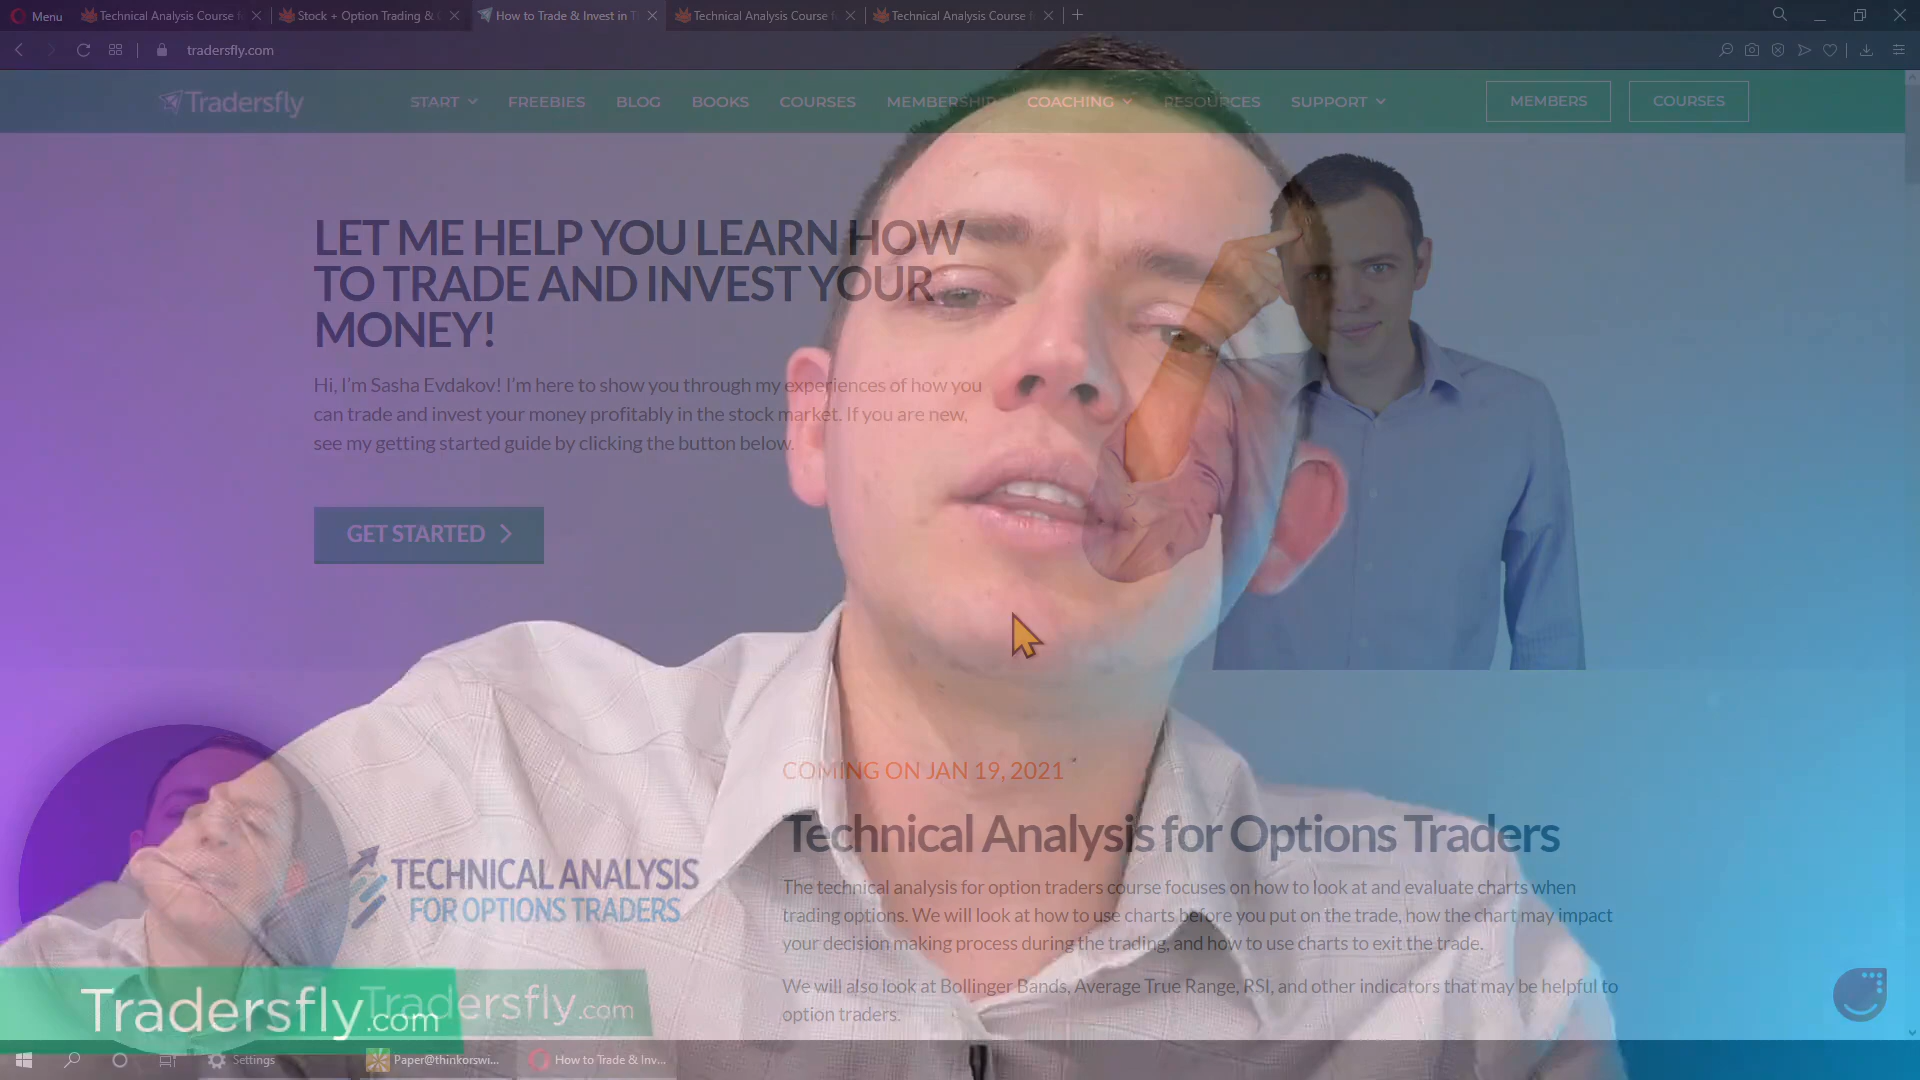 Menu
Technical Analysis Course
Stock + Option Trading &
How to Trade & Invest in T
Technical Analysis Course
Technical Analysis Course
tradersfly.com
Tradersfly
START
FREEBIES
BLOG
BOOKS
COURSES
MEMBERSHIP
COACHING
RESOURCES
SUPPORT
MEMBERS
COURSES
LET ME HELP YOU LEARN HOW
TO TRADE AND INVEST YOUR
MONEY!
Hi, I'm Sasha Evdakov! I'm here to show you through my experiences of how you
can trade and invest your money profitably in the stock market. If you are new,
see my getting started guide by clicking the button below.
GET STARTED
COMING ON JAN 19, 2021
Technical Analysis for Options Traders
TECHNICAL ANALYSIS
FOR OPTIONS TRADERS
The technical analysis for option traders course focuses on how to look at and evaluate charts when
trading options. We will look at how to use charts before you put on the trade, how the chart may impact
your decision making process during the trading, and how to use charts to exit the trade.
We will also look at Bollinger Bands, Average True Range, RSI, and other indicators that may be helpful to
option traders.
Tradersfly.com
Tradersfly.com
Settings
Paper@thinkorswi...
How to Trade & Inv...